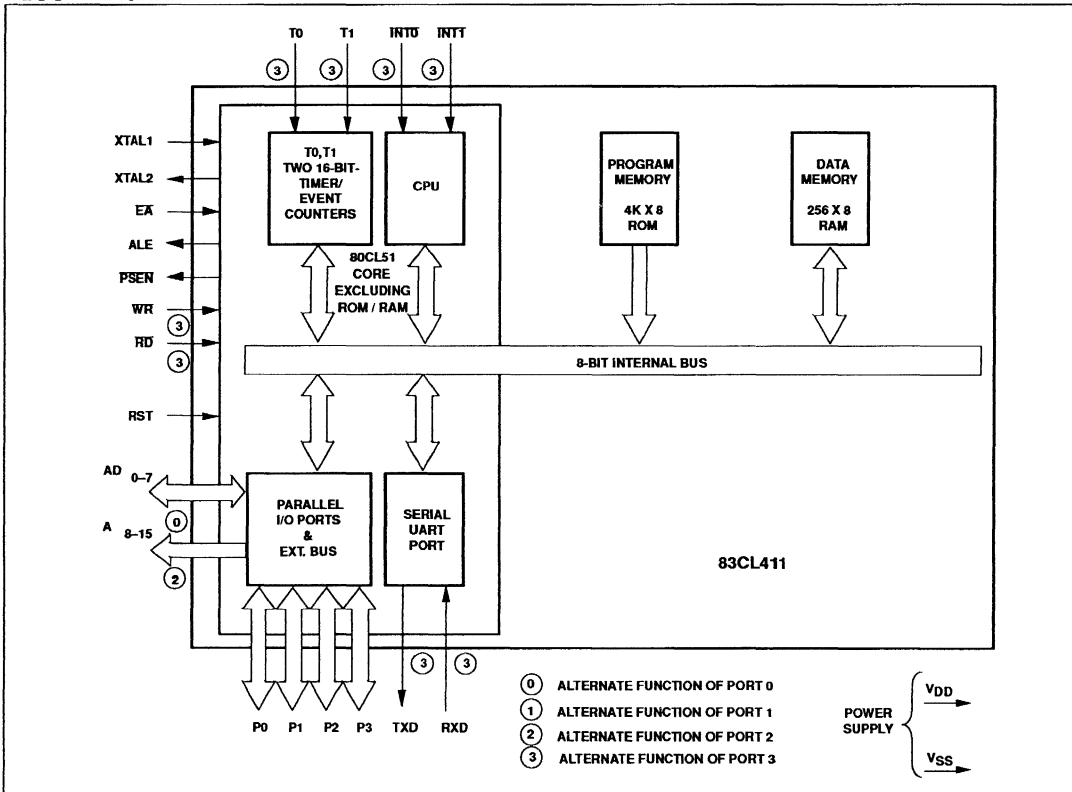 T0 T1 INT0 INT1
3 3 3 3
XTAL1
XTAL2
EA
ALE
PSEN
WR
3
RD
3
RST
AD 0–7
0
A 8–15
2
T0,T1
TWO 16-BIT-
TIMER/
EVENT
COUNTERS
CPU
PROGRAM
MEMORY
4K X 8
ROM
DATA
MEMORY
256 X 8
RAM
80CL51
CORE
EXCLUDING
ROM / RAM
8-BIT INTERNAL BUS
PARALLEL
I/O PORTS
&
EXT. BUS
SERIAL
UART
PORT
83CL411
3 3
P0 P1 P2 P3 TXD RXD
0 ALTERNATE FUNCTION OF PORT 0
1 ALTERNATE FUNCTION OF PORT 1
2 ALTERNATE FUNCTION OF PORT 2
3 ALTERNATE FUNCTION OF PORT 3
POWER
SUPPLY
VDD
VSS